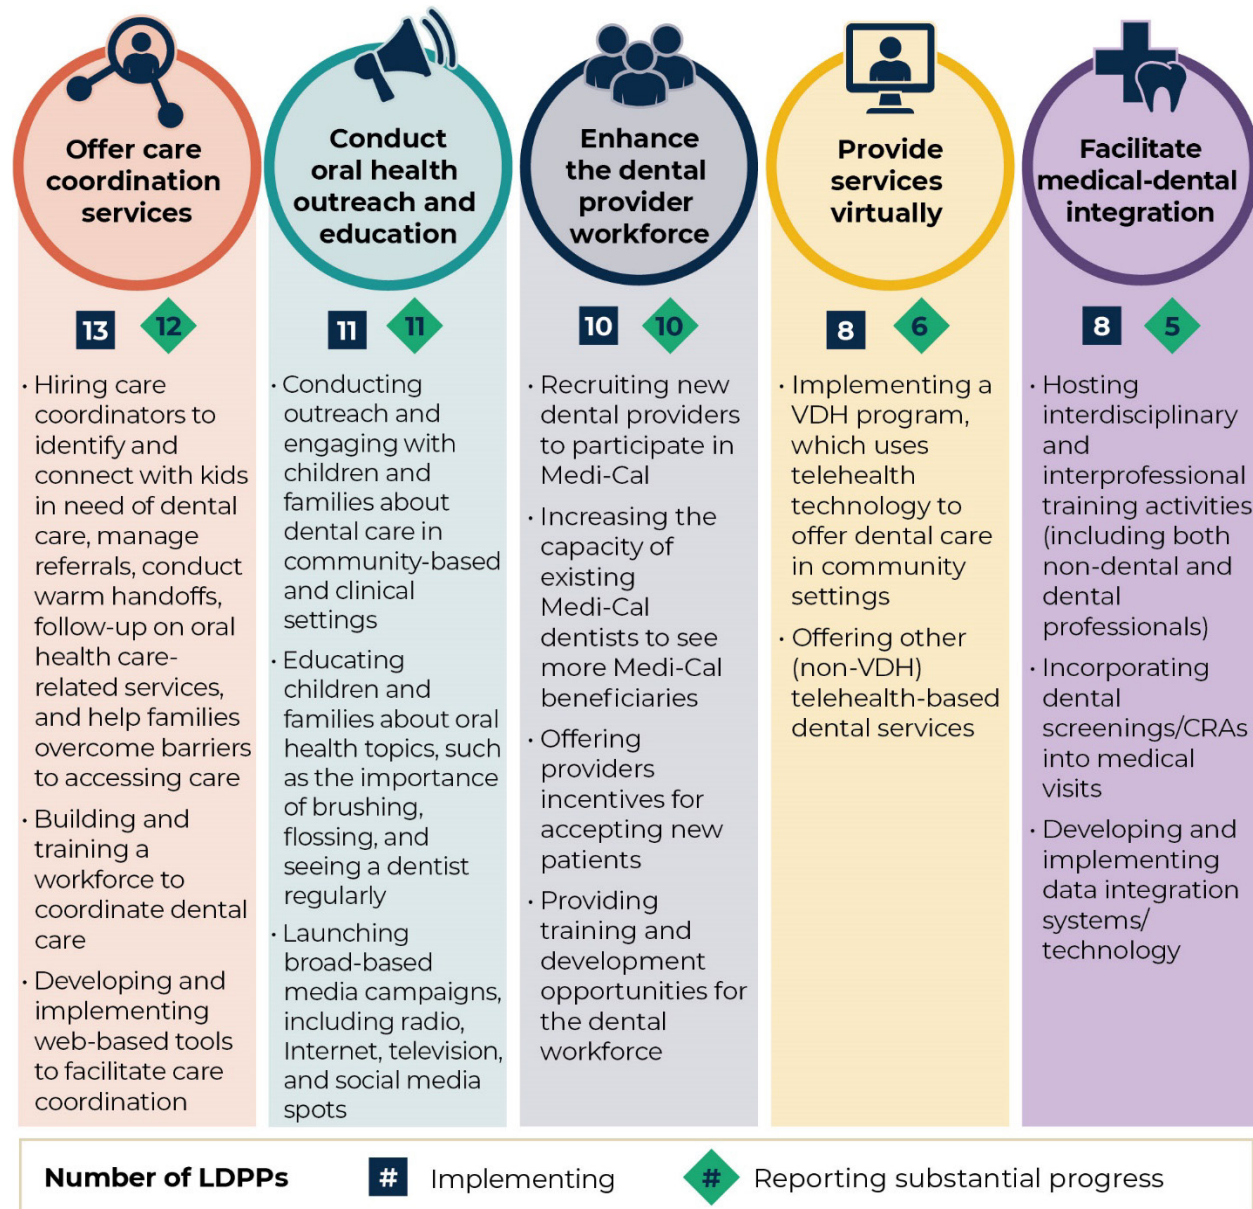 Offer care
coordination
services
13
12
· Hiring care
coordinators to
identify and
connect with kids
in need of dental
care, manage
referrals, conduct
warm handoffs,
follow-up on oral
health care-
related services,
and help families
overcome barriers
to accessing care
· Building and
training a
workforce to
coordinate dental
care
· Developing and
implementing
web-based tools
to facilitate care
coordination
Conduct
oral health
outreach and
education
11
11
· Conducting
outreach and
engaging with
children and
families about
dental care in
community-based
and clinical
settings
· Educating
children and
families about oral
health topics, such
as the importance
of brushing,
flossing, and
seeing a dentist
regularly
· Launching
broad-based
media campaigns,
including radio,
Internet, television,
and social media
spots
Enhance
the dental
provider
workforce
10
10
· Recruiting new
dental providers
to participate in
Medi-Cal
· Increasing the
capacity of
existing
Medi-Cal
dentists to see
more Medi-Cal
beneficiaries
· Offering
providers
incentives for
accepting new
patients
· Providing
training and
development
opportunities for
the dental
workforce
Provide
services
virtually
8
6
· Implementing a
VDH program,
which uses
telehealth
technology to
offer dental care
in community
settings
· Offering other
(non-VDH)
telehealth-based
dental services
Facilitate
medical-dental
integration
8
5
· Hosting
interdisciplinary
and
interprofessional
training activities
(including both
non-dental and
dental
professionals)
· Incorporating
dental
screenings/CRAs
into medical
visits
· Developing and
implementing
data integration
systems/
technology
Number of LDPPs
# Implementing
# Reporting substantial progress